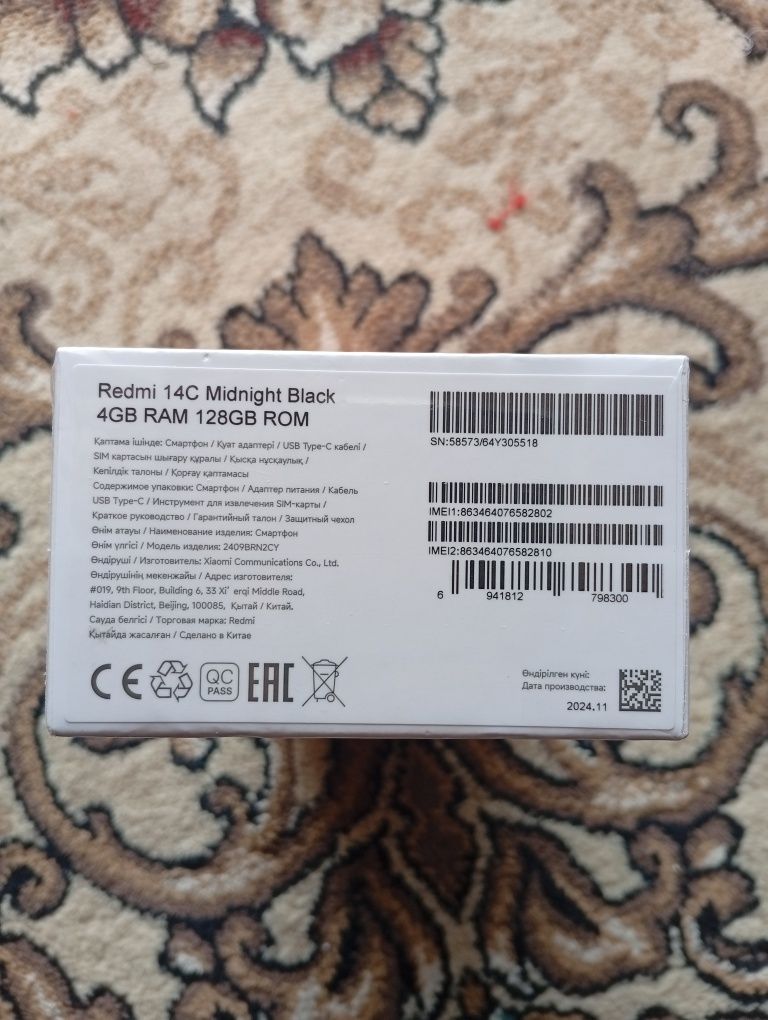 Redmi 14C Midnight Black
4GB RAM 128GB ROM
Қаптама ішінде: Смартфон / Қуат адаптері / USB Type-C кабелі /
SIM картасын шығару құралы / Қысқа нұсқаулық /
Кепілдік талоны / Қорғау қаптамасы
Содержимое упаковки: Смартфон / Адаптер питания / Кабель
USB Type-C / Инструмент для извлечения SIM-карты /
Краткое руководство / Гарантийный талон / Защитный чехол
Өнім атауы / Наименование изделия: Смартфон
Өнім үлгісі / Модель изделия: 2409BRN2CY
Өндіруші / Изготовитель: Xiaomi Communications Co., Ltd.
Өндірушінің мекенжайы / Адрес изготовителя:
#019, 9th Floor, Building 6, 33 Xi' erqi Middle Road,
Haidian District, Beijing, 100085, Қытай / Китай.
Сауда белгісі / Торговая марка: Redmi
Қытайда жасалған / Сделано в Китае
CE
QC
PASS
EAC
SN:58573/64Y305518
IMEI1:863464076582802
IMEI2:863464076582810
6 941812 798300
Өндірілген күні:
Дата производства:
2024.11